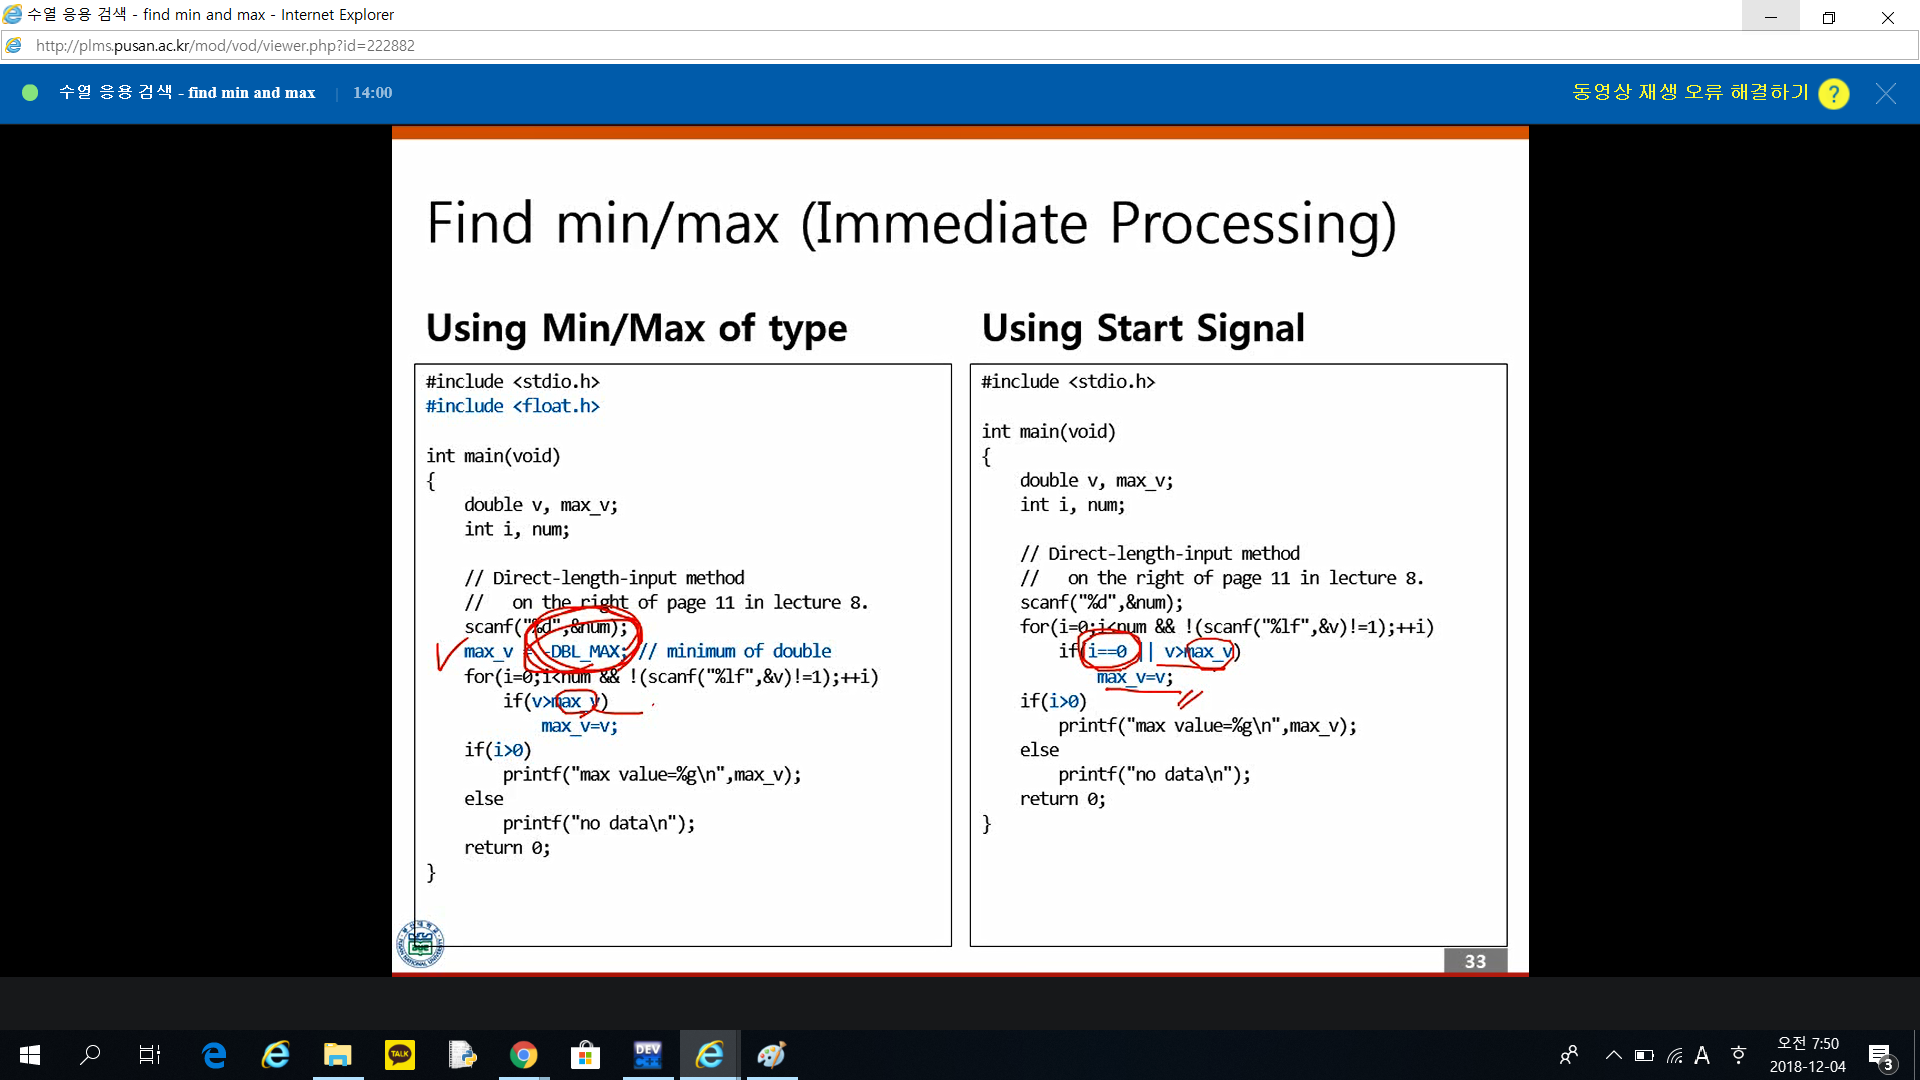 수열 응용 검색 - find min and max - Internet Explorer
http://plms.pusan.ac.kr/mod/vod/viewer.php?id=222882
수열 응용 검색 - find min and max | 14:00
동영상 재생 오류 해결하기 ?
Find min/max (Immediate Processing)
Using Min/Max of type
#include <stdio.h>
#include <float.h>
int main(void)
{
double v, max_v;
int i, num;
// Direct-length-input method
// on the right of page 11 in lecture 8.
scanf("%d",&num);
max_v = -DBL_MAX; // minimum of double
for(i=0;i<num && !(scanf("%lf",&v)!=1);++i)
if(v>max_v)
max_v=v;
if(i>0)
printf("max value=%g\n",max_v);
else
printf("no data\n");
return 0;
}
Using Start Signal
#include <stdio.h>
int main(void)
{
double v, max_v;
int i, num;
// Direct-length-input method
// on the right of page 11 in lecture 8.
scanf("%d",&num);
for(i=0;i<num && !(scanf("%lf",&v)!=1);++i)
if(i==0 || v>max_v)
max_v=v;
if(i>0)
printf("max value=%g\n",max_v);
else
printf("no data\n");
return 0;
}
33
TALK
DEV
A
오전 7:50
2018-12-04
3